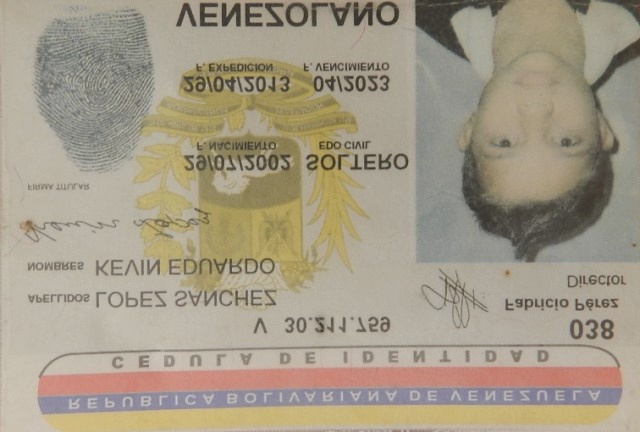 REPUBLICA BOLIVARIANA DE VENEZUELA
CEDULA DE IDENTIDAD
V 30.211.759
038
APELLIDOS LOPEZ SANCHEZ
Fabricio Pérez
Director
NOMBRES KEVIN EDUARDO
FIRMA TITULAR
F. NACIMIENTO EDO CIVIL
29/07/2002 SOLTERO
F. EXPEDICION F. VENCIMIENTO
29/04/2013 04/2023
VENEZOLANO